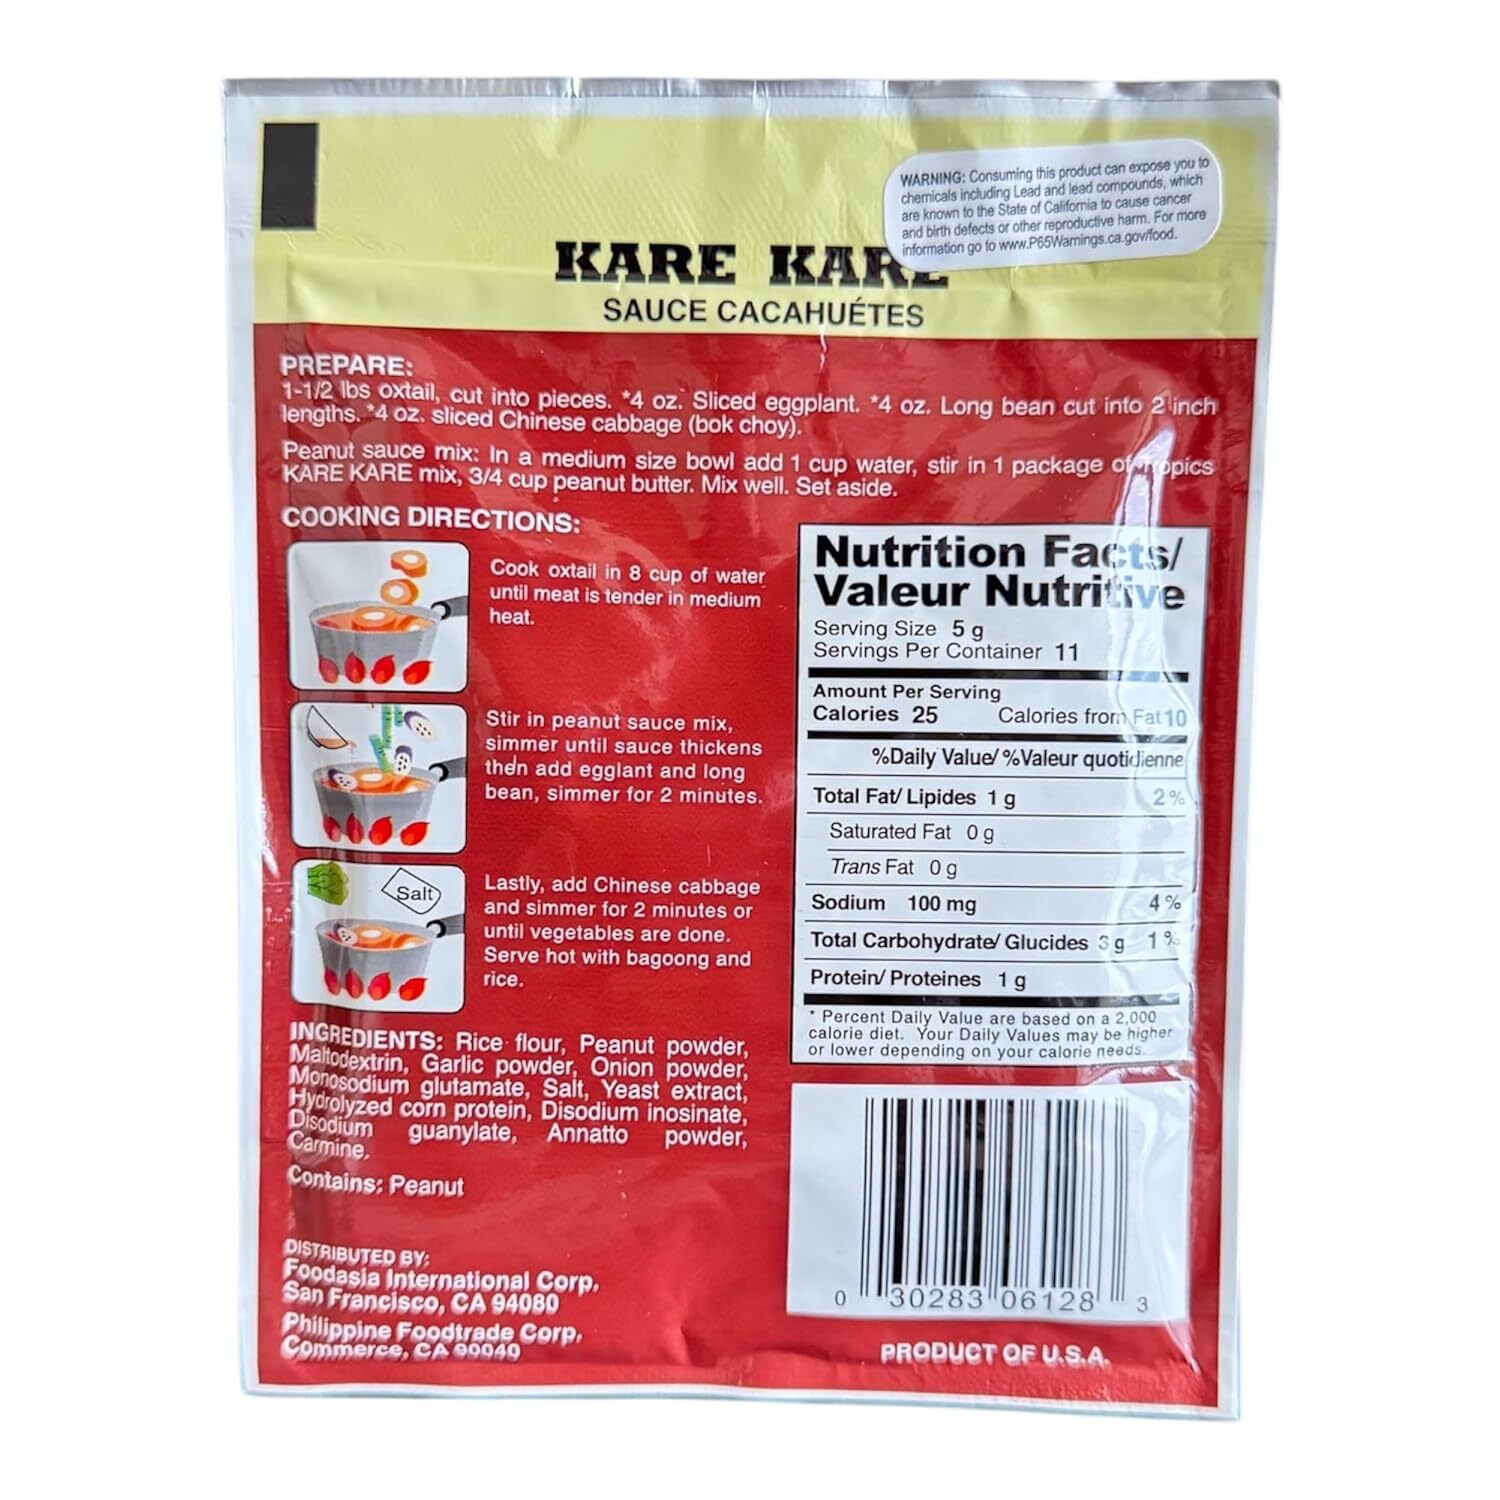 WARNING: Consuming this product can expose you to
chemicals including Lead and lead compounds, which
are known to the State of California to cause cancer
and birth defects or other reproductive harm. For more
information go to www.P65Warnings.ca.gov/food.
KARE KARE
SAUCE CACAHUÉTES
PREPARE:
1-1/2 lbs oxtail, cut into pieces. *4 oz. Sliced eggplant. *4 oz. Long bean cut into 2 inch
lengths. *4 oz. sliced Chinese cabbage (bok choy).
Peanut sauce mix: In a medium size bowl add 1 cup water, stir in 1 package of Tropics
KARE KARE mix, 3/4 cup peanut butter. Mix well. Set aside.
COOKING DIRECTIONS:
Cook oxtail in 8 cup of water
until meat is tender in medium
heat.
Stir in peanut sauce mix,
simmer until sauce thickens
then add egglant and long
bean, simmer for 2 minutes.
Salt
Lastly, add Chinese cabbage
and simmer for 2 minutes or
until vegetables are done.
Serve hot with bagoong and
rice.
INGREDIENTS: Rice flour, Peanut powder,
Maltodextrin, Garlic powder, Onion powder,
Monosodium glutamate, Salt, Yeast extract,
Hydrolyzed corn protein, Disodium inosinate,
Disodium guanylate, Annatto powder,
Carmine.
Contains: Peanut
DISTRIBUTED BY:
Foodasia International Corp.
San Francisco, CA 94080
Philippine Foodtrade Corp.
Commerce, CA 90040
Nutrition Facts/
Valeur Nutritive
Serving Size 5 g
Servings Per Container 11
Amount Per Serving
Calories 25 Calories from Fat 10
%Daily Value/ %Valeur quotidienne
Total Fat/ Lipides 1 g 2%
Saturated Fat 0 g
Trans Fat 0 g
Sodium 100 mg 4%
Total Carbohydrate/ Glucides 3 g 1%
Protein/ Proteines 1 g
* Percent Daily Value are based on a 2,000
calorie diet. Your Daily Values may be higher
or lower depending on your calorie needs.
0 30283 06128 3
PRODUCT OF U.S.A.